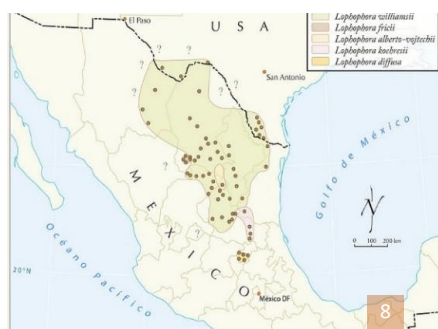 El Paso
U S A
Lophophora williamsii
Lophophora fricii
Lophophora alberto-vojtechii
Lophophora koehresii
Lophophora diffusa
San Antonio
?
?
?
?
?
?
?
?
MÉXICO
Golfo de México
Océano Pacífico
N
0 100 200 km
20°N
México DF
8